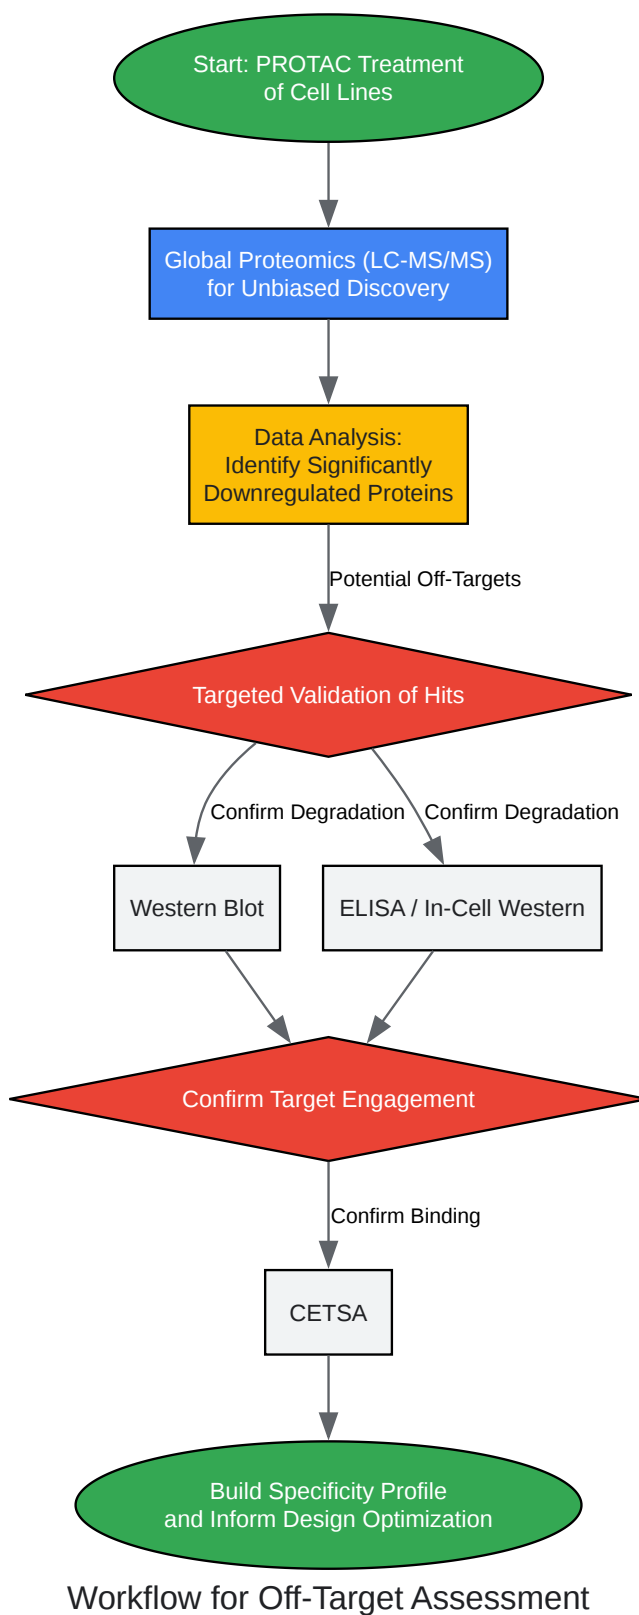 Start: PROTAC Treatment
of Cell Lines
Global Proteomics (LC-MS/MS)
for Unbiased Discovery
Data Analysis:
Identify Significantly
Downregulated Proteins
Potential Off-Targets
Targeted Validation of Hits
Confirm Degradation
Confirm Degradation
Western Blot
ELISA / In-Cell Western
Confirm Target Engagement
Confirm Binding
CETSA
Build Specificity Profile
and Inform Design Optimization
Workflow for Off-Target Assessment